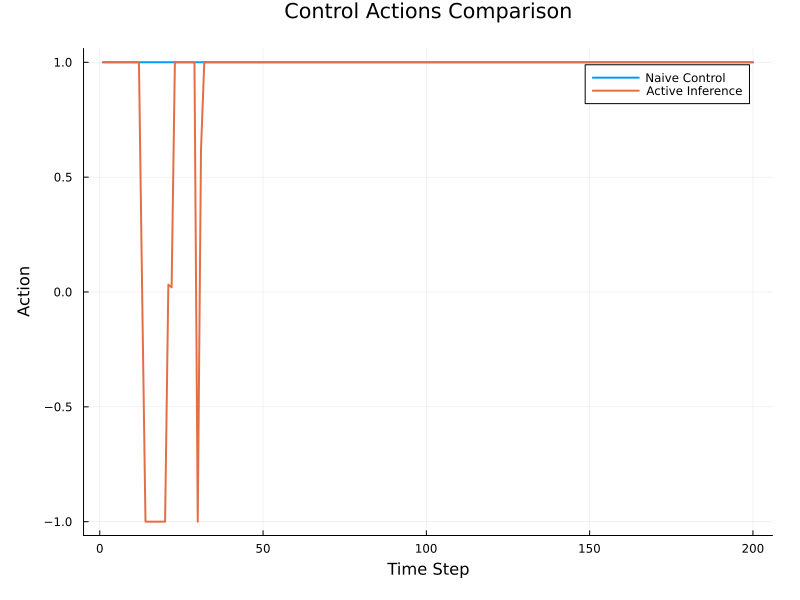 Control Actions Comparison
1.0
0.5
0.0
−0.5
−1.0
Action
0
50
100
150
200
Time Step
Naive Control
Active Inference